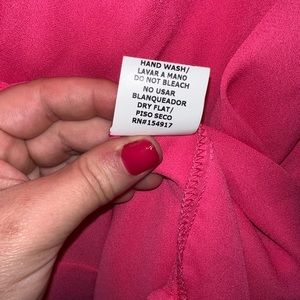 HAND WASH/
LAVAR A MANO
DO NOT BLEACH
NO USAR
BLANQUEADOR
DRY FLAT/
PISO SECO
RN#154917